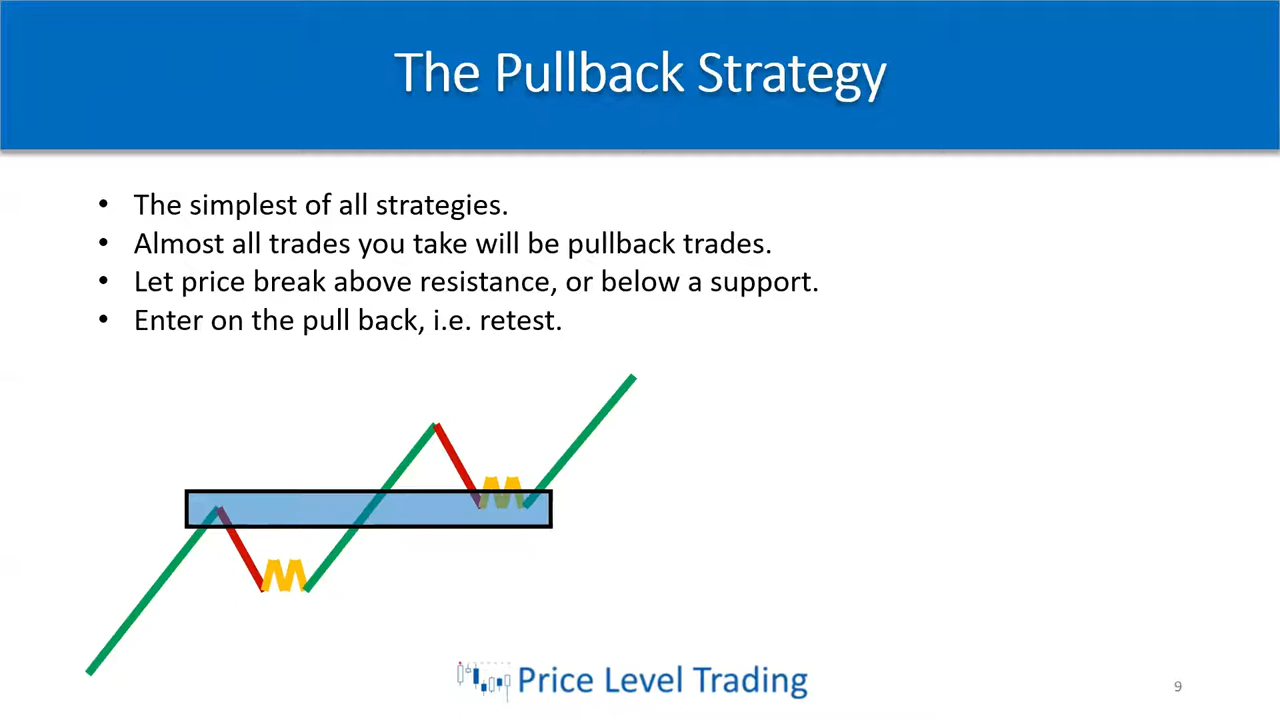 The Pullback Strategy
• The simplest of all strategies.
• Almost all trades you take will be pullback trades.
• Let price break above resistance, or below a support.
• Enter on the pull back, i.e. retest.
Price Level Trading
9